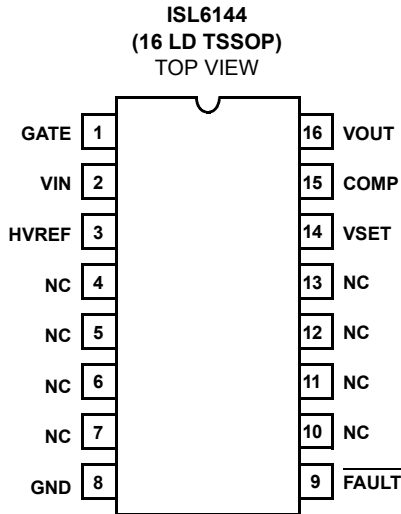 ISL6144
(16 LD TSSOP)
TOP VIEW
GATE 1 16 VOUT
VIN 2 15 COMP
HVREF 3 14 VSET
NC 4 13 NC
NC 5 12 NC
NC 6 11 NC
NC 7 10 NC
GND 8 9 FAULT